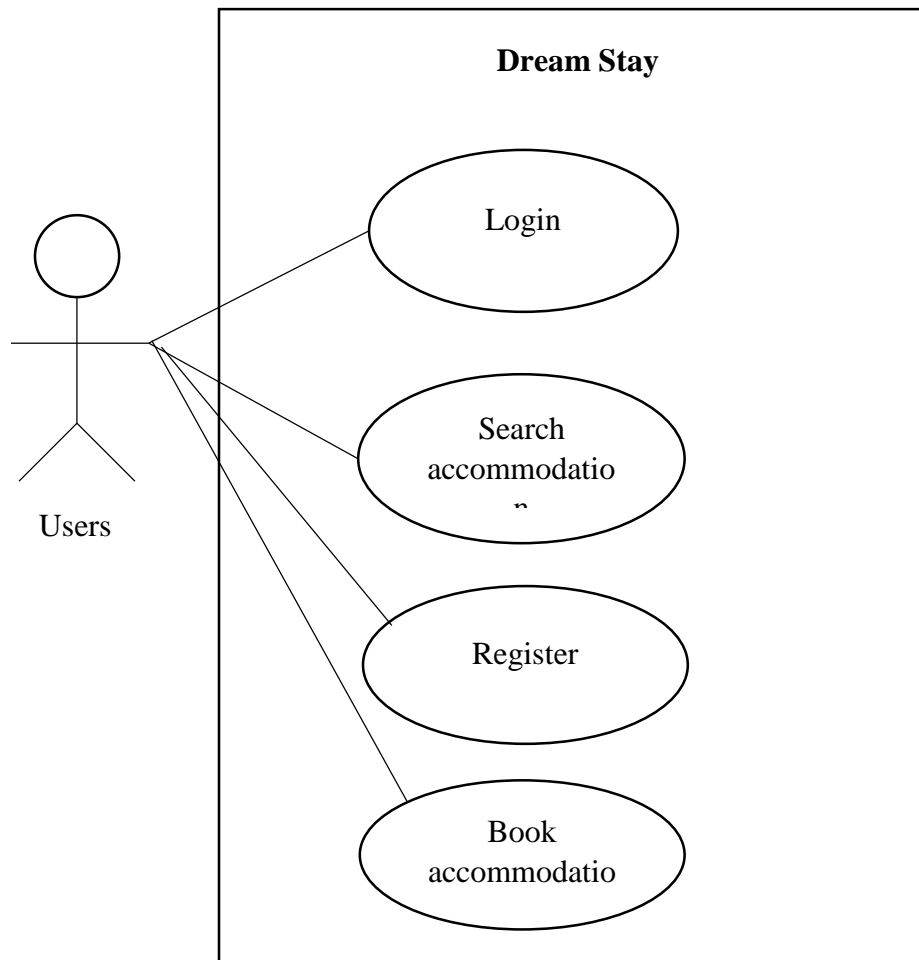 Dream Stay
Login
Search
accommodatio
n
Users
Register
Book
accommodatio